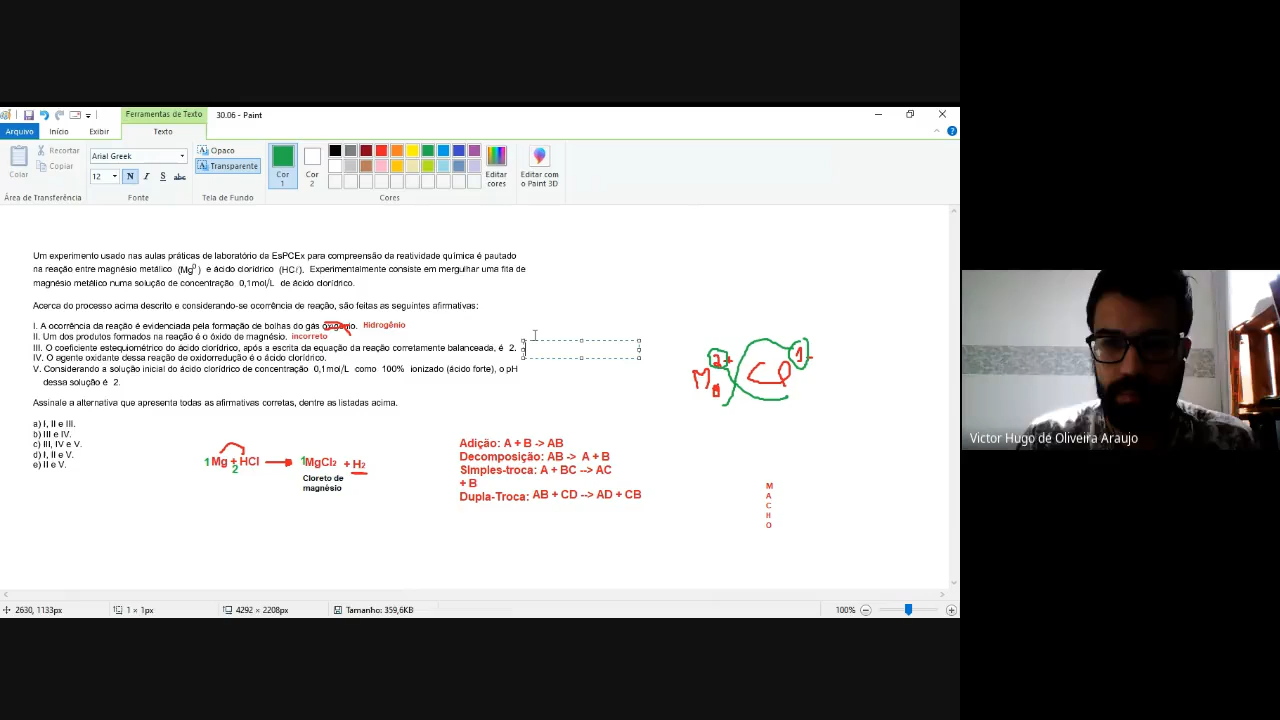 Ferramentas de Texto
30.06 - Paint
Arquivo
Início
Exibir
Texto
Colar
Recortar
Copiar
Área de Transferência
Arial Greek
12
N I S abc
Fonte
Opaco
Transparente
Tela de Fundo
Cor 1
Cor 2
Cores
Editar cores
Editar com o Paint 3D
Um experimento usado nas aulas práticas de laboratório da EsPCEx para compreensão da reatividade química é pautado
na reação entre magnésio metálico (Mg⁰) e ácido clorídrico (HCℓ). Experimentalmente consiste em mergulhar uma fita de
magnésio metálico numa solução de concentração 0,1mol/L de ácido clorídrico.
Acerca do processo acima descrito e considerando-se ocorrência de reação, são feitas as seguintes afirmativas:
I. A ocorrência da reação é evidenciada pela formação de bolhas do gás oxigênio. Hidrogênio
II. Um dos produtos formados na reação é o óxido de magnésio. incorreto
III. O coeficiente estequiométrico do ácido clorídrico, após a escrita da equação da reação corretamente balanceada, é 2.
IV. O agente oxidante dessa reação de oxidorredução é o ácido clorídrico.
V. Considerando a solução inicial do ácido clorídrico de concentração 0,1mol/L como 100% ionizado (ácido forte), o pH
dessa solução é 2.
Assinale a alternativa que apresenta todas as afirmativas corretas, dentre as listadas acima.
a) I, II e III.
b) III e IV.
c) III, IV e V.
d) I, II e V.
e) II e V.
1Mg + 2HCl 1MgCl₂ + H₂
Cloreto de
magnésio
Adição: A + B -> AB
Decomposição: AB -> A + B
SImples-troca: A + BC -> AC
+ B
Dupla-Troca: AB + CD --> AD + CB
Mg 2+ Cl 1-
M
A
C
H
O
Victor Hugo de Oliveira Araujo
2630, 1133px
1 × 1px
4292 × 2208px
Tamanho: 359,6KB
100%